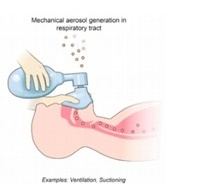 Mechanical aerosol generation in
respiratory tract
Examples: Ventilation, Suctioning